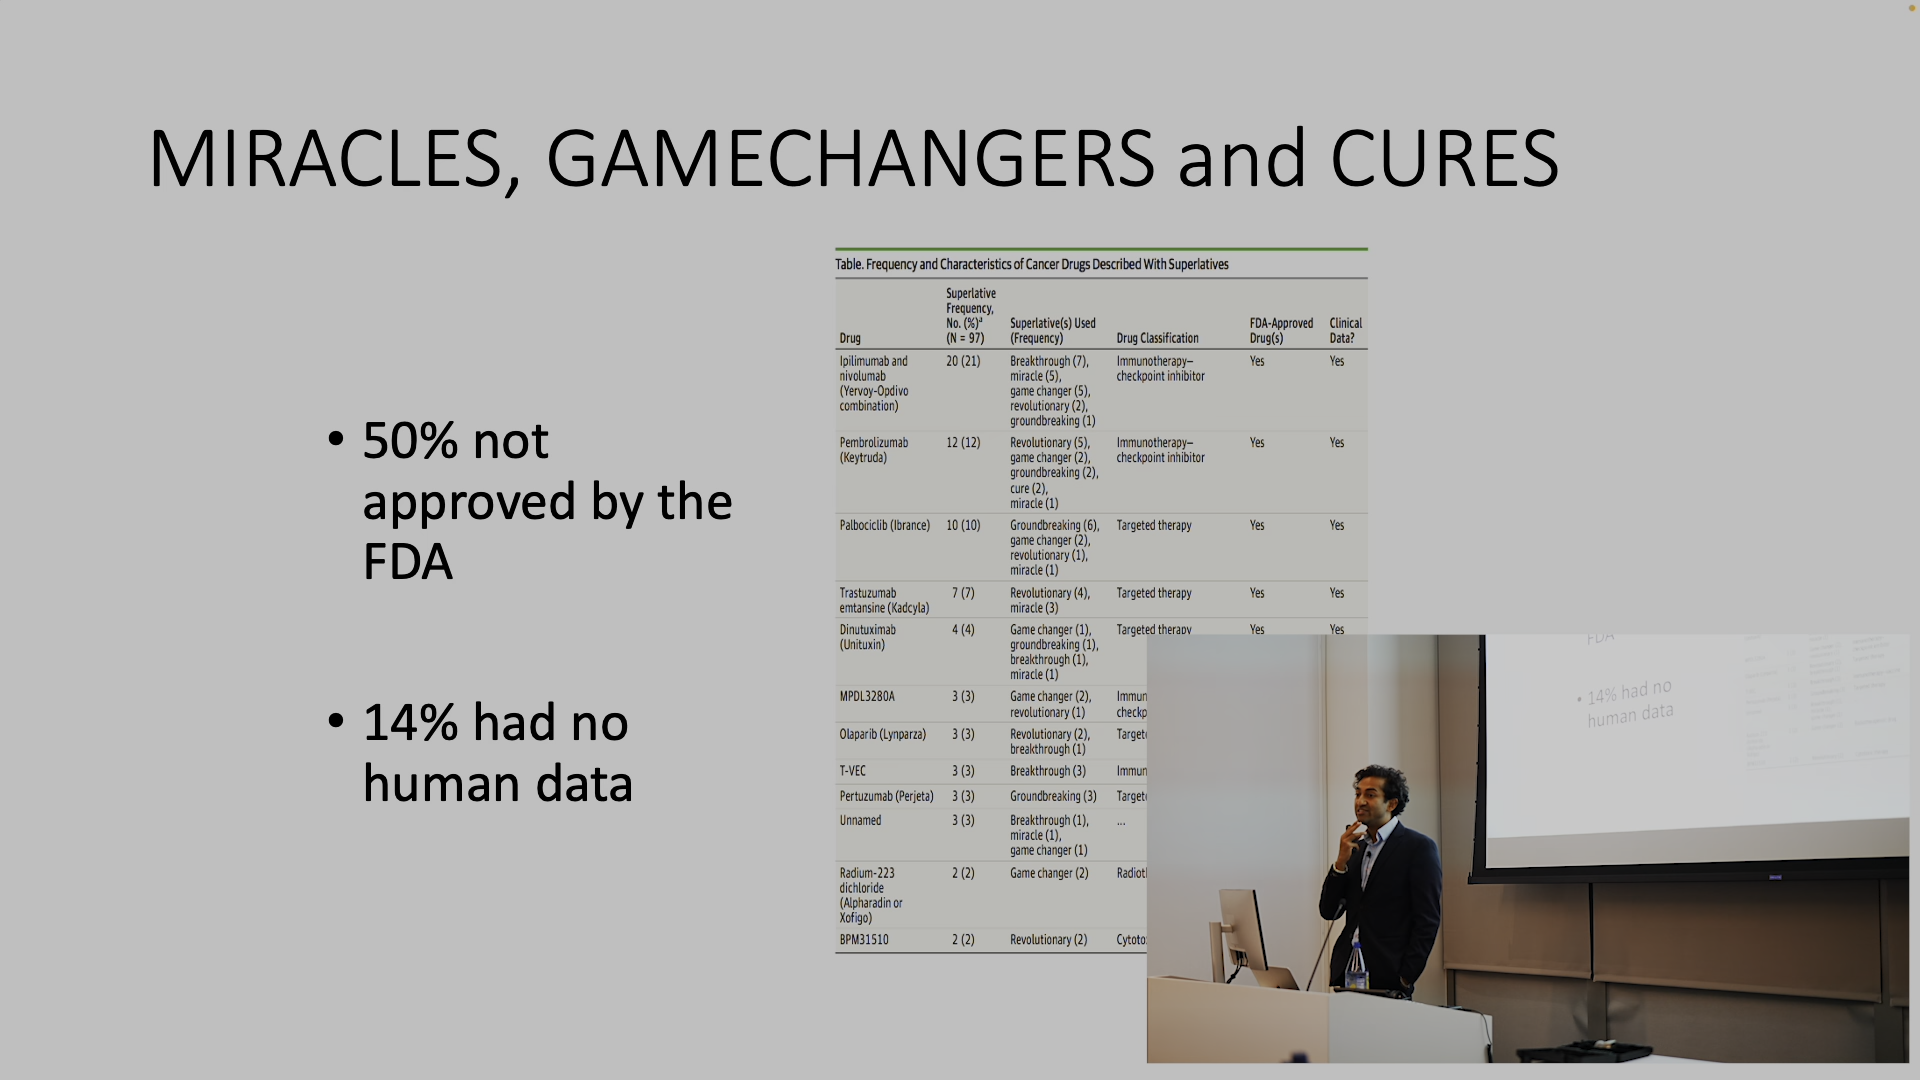 MIRACLES, GAMECHANGERS and CURES
• 50% not
approved by the
FDA
• 14% had no
human data
Table. Frequency and Characteristics of Cancer Drugs Described With Superlatives
Drug
Superlative
Frequency,
No. (%)ᵃ
(N = 97)
Superlative(s) Used
(Frequency)
Drug Classification
FDA-Approved
Drug(s)
Clinical
Data?
Ipilimumab and
nivolumab
(Yervoy-Opdivo
combination)
20 (21)
Breakthrough (7),
miracle (5),
game changer (5),
revolutionary (2),
groundbreaking (1)
Immunotherapy–
checkpoint inhibitor
Yes
Yes
Pembrolizumab
(Keytruda)
12 (12)
Revolutionary (5),
game changer (2),
groundbreaking (2),
cure (2),
miracle (1)
Immunotherapy–
checkpoint inhibitor
Yes
Yes
Palbociclib (Ibrance)
10 (10)
Groundbreaking (6),
game changer (2),
revolutionary (1),
miracle (1)
Targeted therapy
Yes
Yes
Trastuzumab
emtansine (Kadcyla)
7 (7)
Revolutionary (4),
miracle (3)
Targeted therapy
Yes
Yes
Dinutuximab
(Unituxin)
4 (4)
Game changer (1),
groundbreaking (1),
breakthrough (1),
miracle (1)
Targeted therapy
Yes
Yes
MPDL3280A
3 (3)
Game changer (2),
revolutionary (1)
Immun
checkp
Olaparib (Lynparza)
3 (3)
Revolutionary (2),
breakthrough (1)
Target
T-VEC
3 (3)
Breakthrough (3)
Immun
Pertuzumab (Perjeta)
3 (3)
Groundbreaking (3)
Target
Unnamed
3 (3)
Breakthrough (1),
miracle (1),
game changer (1)
...
Radium-223
dichloride
(Alpharadin or
Xofigo)
2 (2)
Game changer (2)
Radiot
BPM31510
2 (2)
Revolutionary (2)
Cyto
FDA
• 14% had no
human data